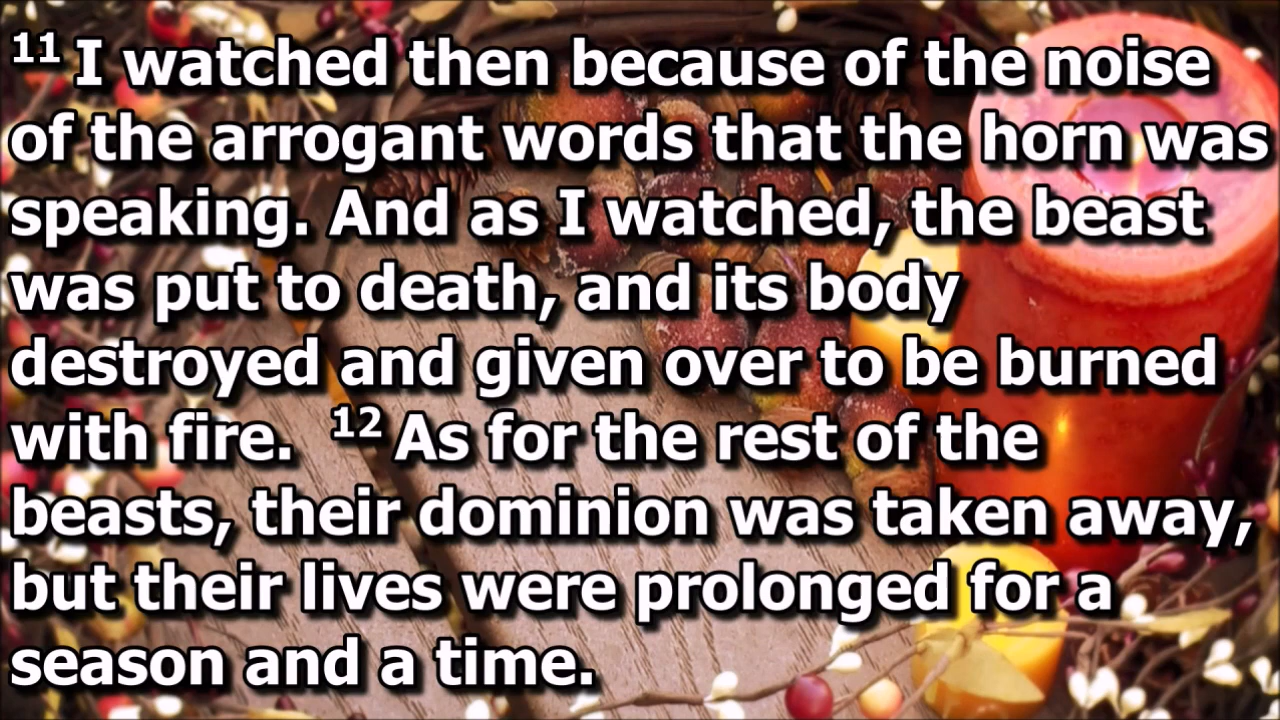 11 I watched then because of the noise
of the arrogant words that the horn was
speaking. And as I watched, the beast
was put to death, and its body
destroyed and given over to be burned
with fire. 12 As for the rest of the
beasts, their dominion was taken away,
but their lives were prolonged for a
season and a time.